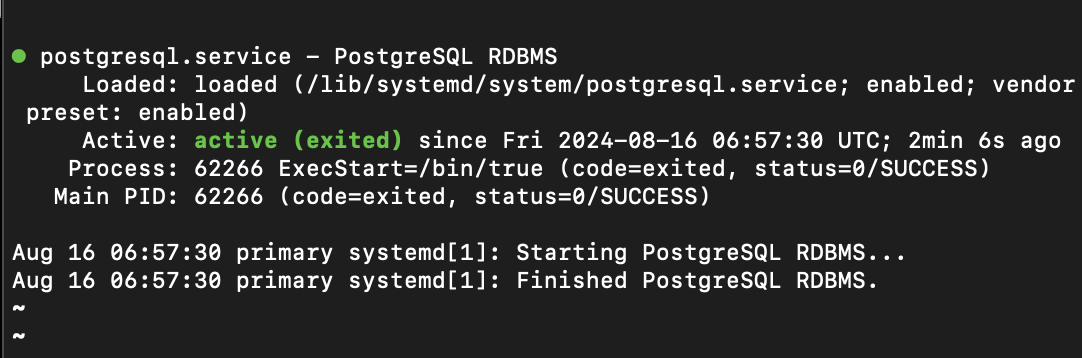 ● postgresql.service – PostgreSQL RDBMS
Loaded: loaded (/lib/systemd/system/postgresql.service; enabled; vendor
preset: enabled)
Active: active (exited) since Fri 2024-08-16 06:57:30 UTC; 2min 6s ago
Process: 62266 ExecStart=/bin/true (code=exited, status=0/SUCCESS)
Main PID: 62266 (code=exited, status=0/SUCCESS)
Aug 16 06:57:30 primary systemd[1]: Starting PostgreSQL RDBMS...
Aug 16 06:57:30 primary systemd[1]: Finished PostgreSQL RDBMS.
~
~